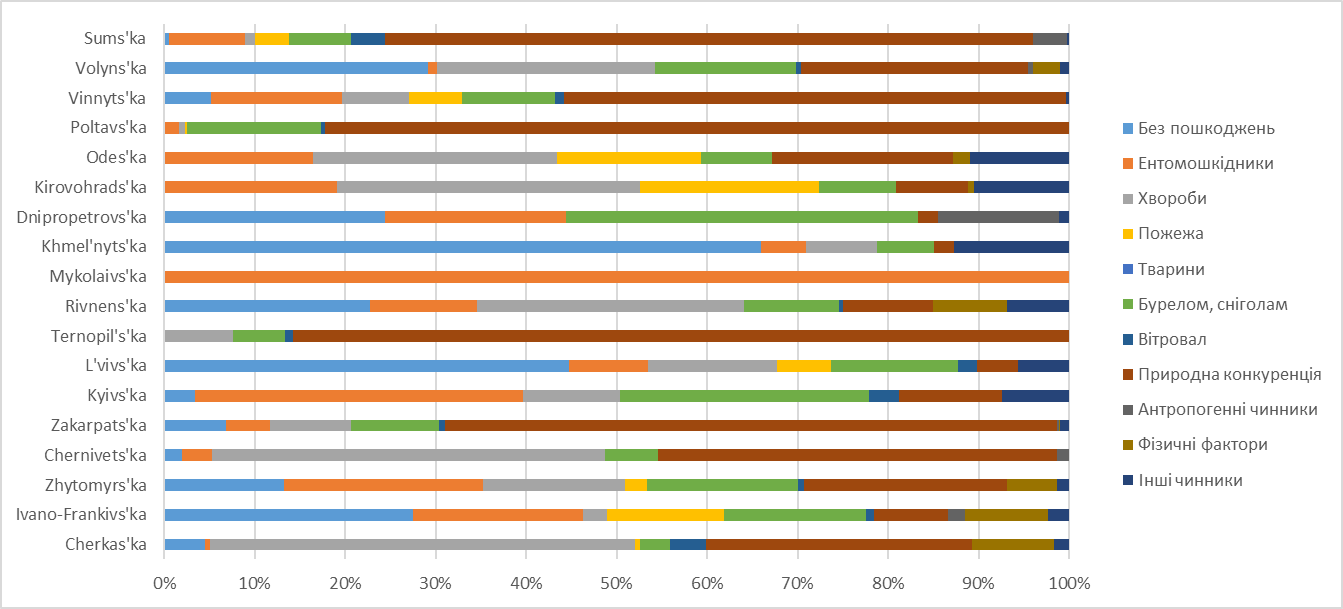 Sums'ka
Volyns'ka
Vinnyts'ka
Poltavs'ka
Odes'ka
Kirovohrads'ka
Dnipropetrovs'ka
Khmel'nyts'ka
Mykolaivs'ka
Rivnens'ka
Ternopil's'ka
L'vivs'ka
Kyivs'ka
Zakarpats'ka
Chernivets'ka
Zhytomyrs'ka
Ivano-Frankivs'ka
Cherkas'ka
0% 10% 20% 30% 40% 50% 60% 70% 80% 90% 100%
Без пошкоджень
Ентомошкідники
Хвороби
Пожежа
Тварини
Бурелом, сніголам
Вітровал
Природна конкуренція
Антропогенні чинники
Фізичні фактори
Інші чинники